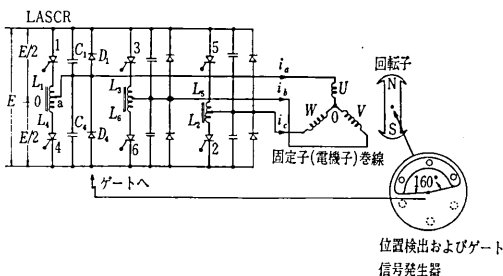 LASCR
E/2
1
C₁
D₁
3
5
L₁
E
0
a
L₃
L₆
L₅
L₂
L₄
E/2
4
C₄
D₄
6
2
iₐ
i_b
i_c
U
W
0
V
固定子(電機子)巻線
回転子
N
S
ゲートへ
160°
位置検出およびゲート
信号発生器